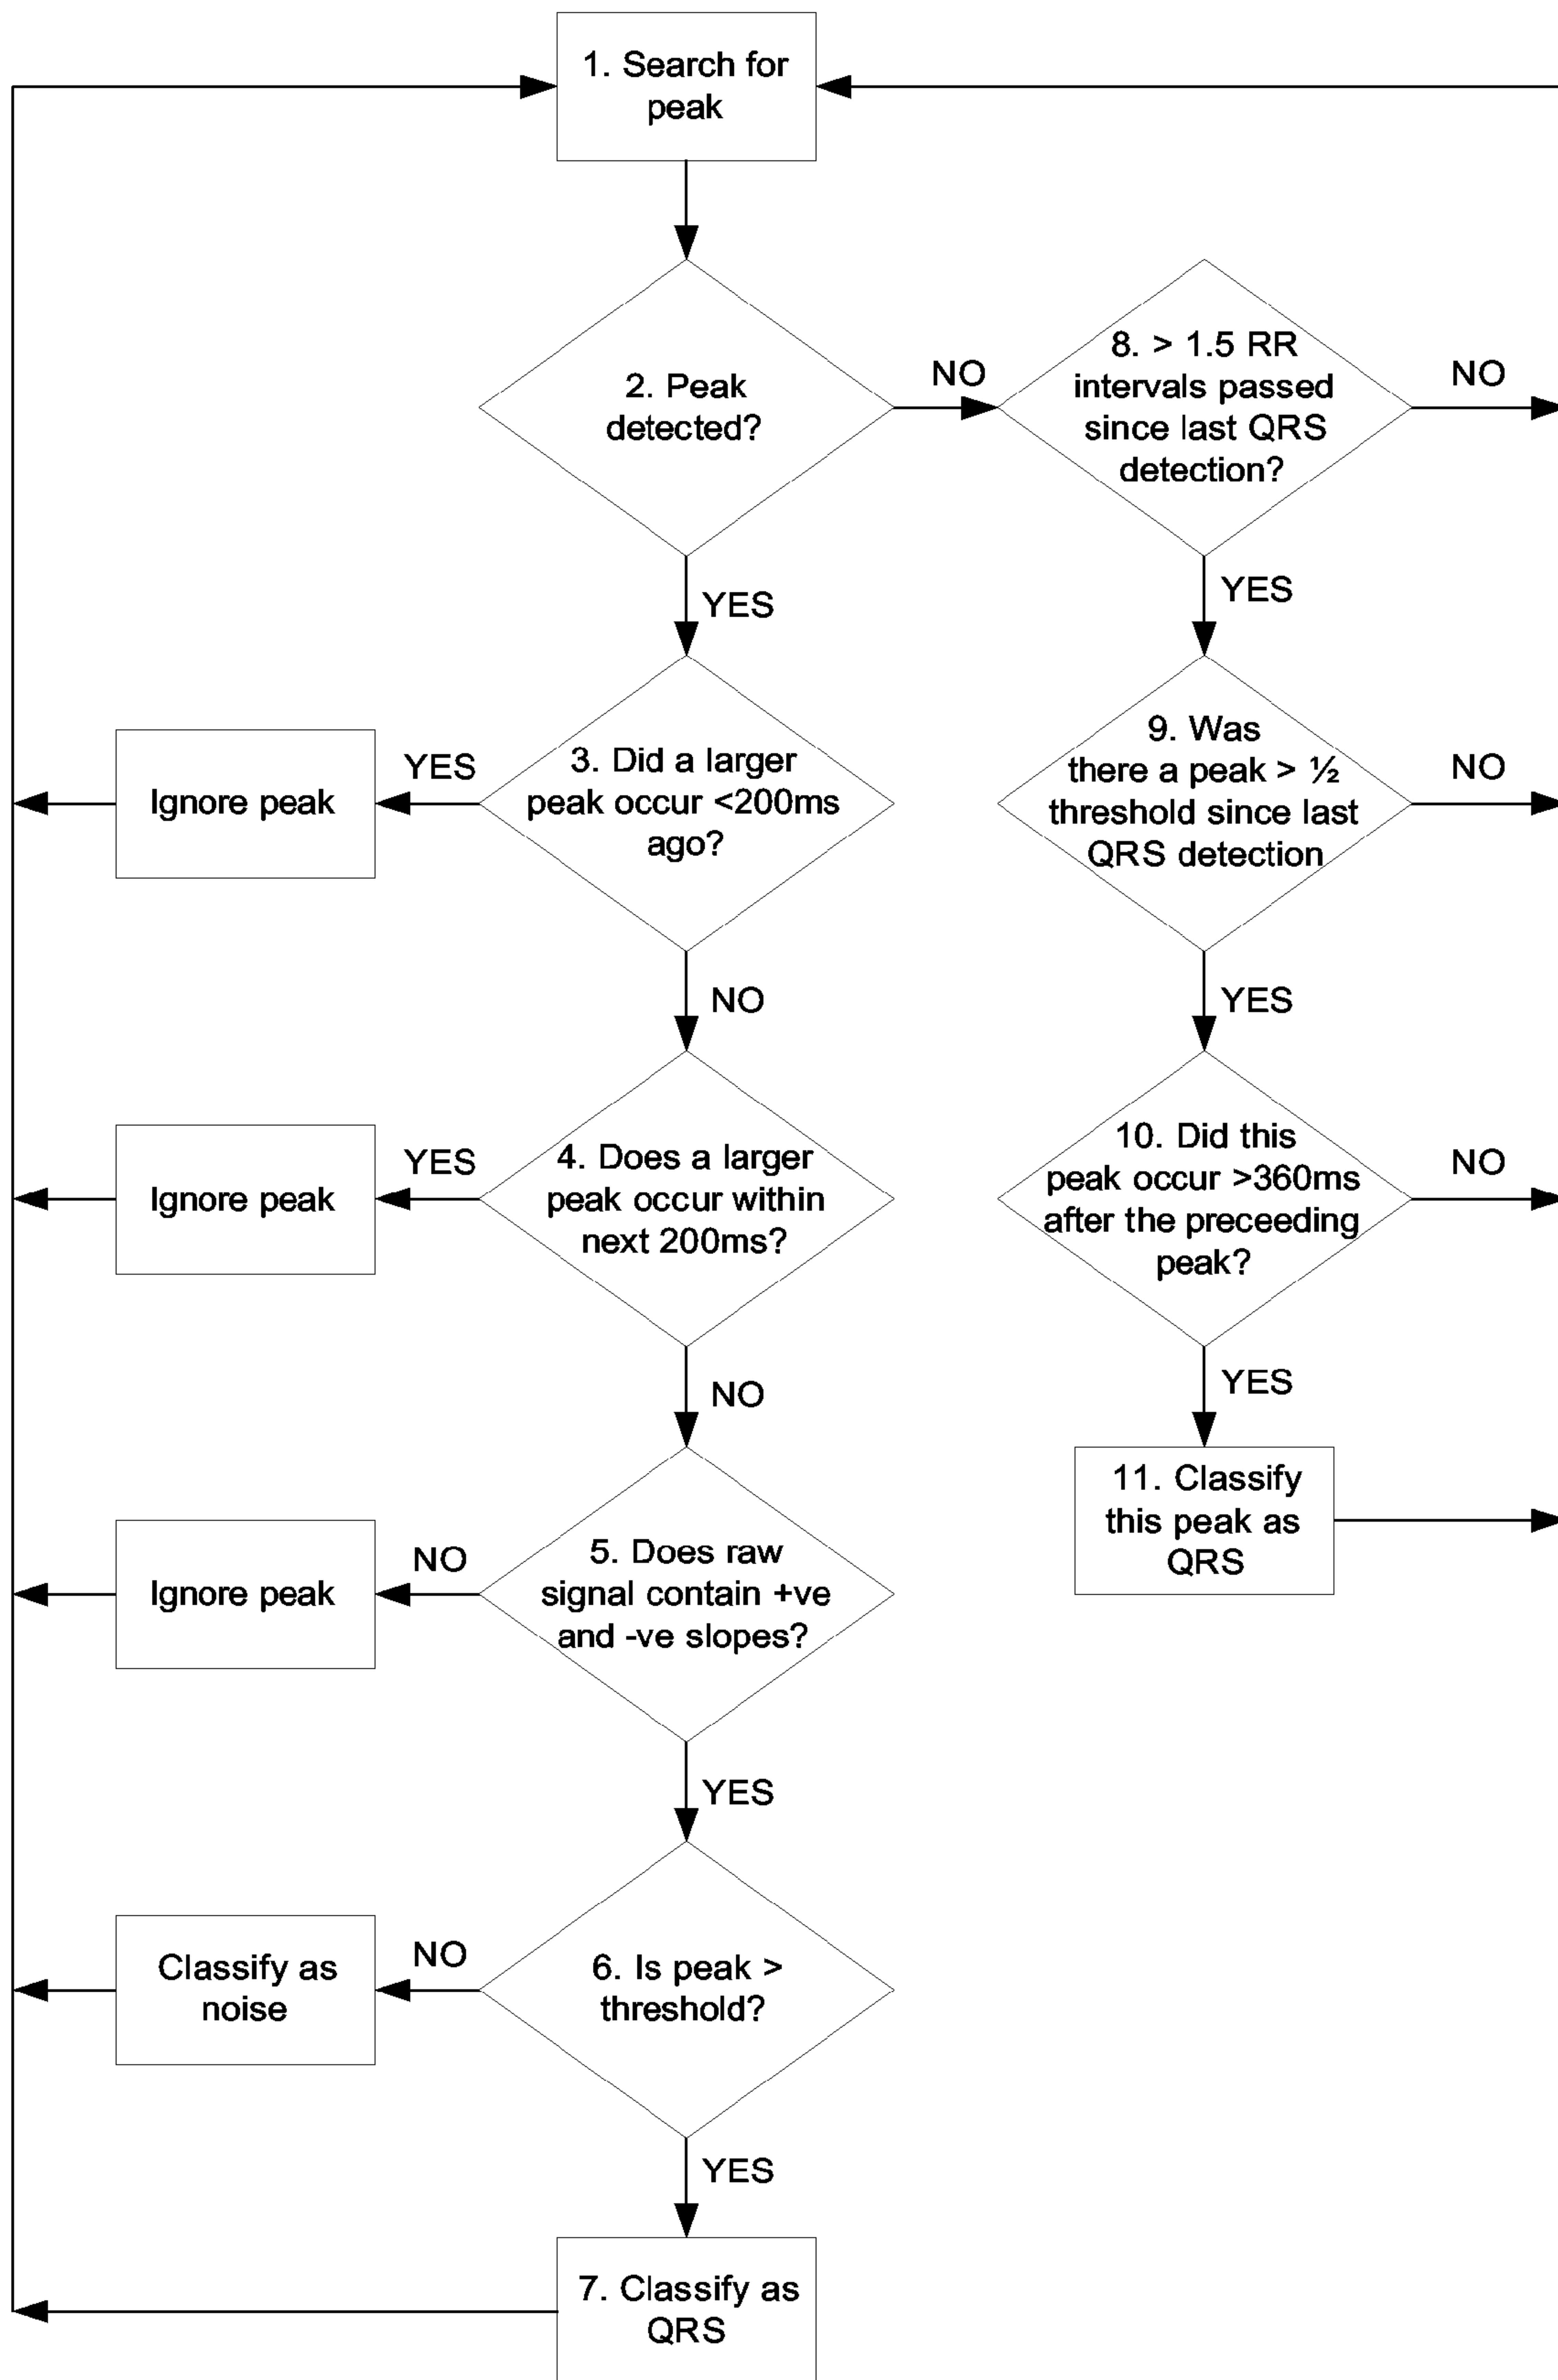 1. Search for
peak
2. Peak
detected?
NO
8. > 1.5 RR
intervals passed
since last QRS
detection?
NO
YES
YES
3. Did a larger
peak occur <200ms
ago?
YES
Ignore peak
9. Was
there a peak > ½
threshold since last
QRS detection
NO
NO
YES
4. Does a larger
peak occur within
next 200ms?
YES
Ignore peak
10. Did this
peak occur >360ms
after the preceeding
peak?
NO
NO
YES
5. Does raw
signal contain +ve
and -ve slopes?
NO
Ignore peak
11. Classify
this peak as
QRS
YES
6. Is peak >
threshold?
NO
Classify as
noise
YES
7. Classify as
QRS